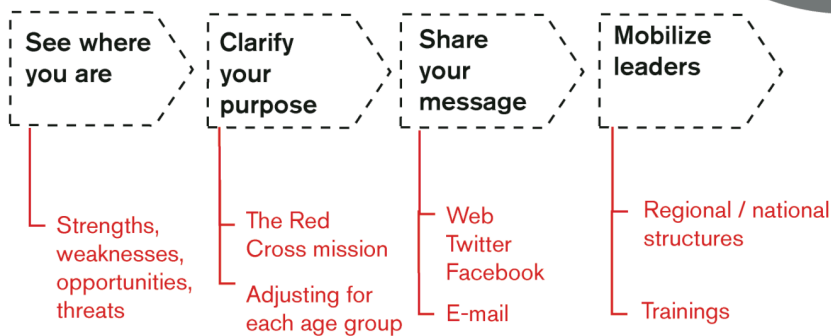 See where
you are
Clarify
your
purpose
Share
your
message
Mobilize
leaders
Strengths,
weaknesses,
opportunities,
threats
The Red
Cross mission
Adjusting for
each age group
Web
Twitter
Facebook
E-mail
Regional / national
structures
Trainings